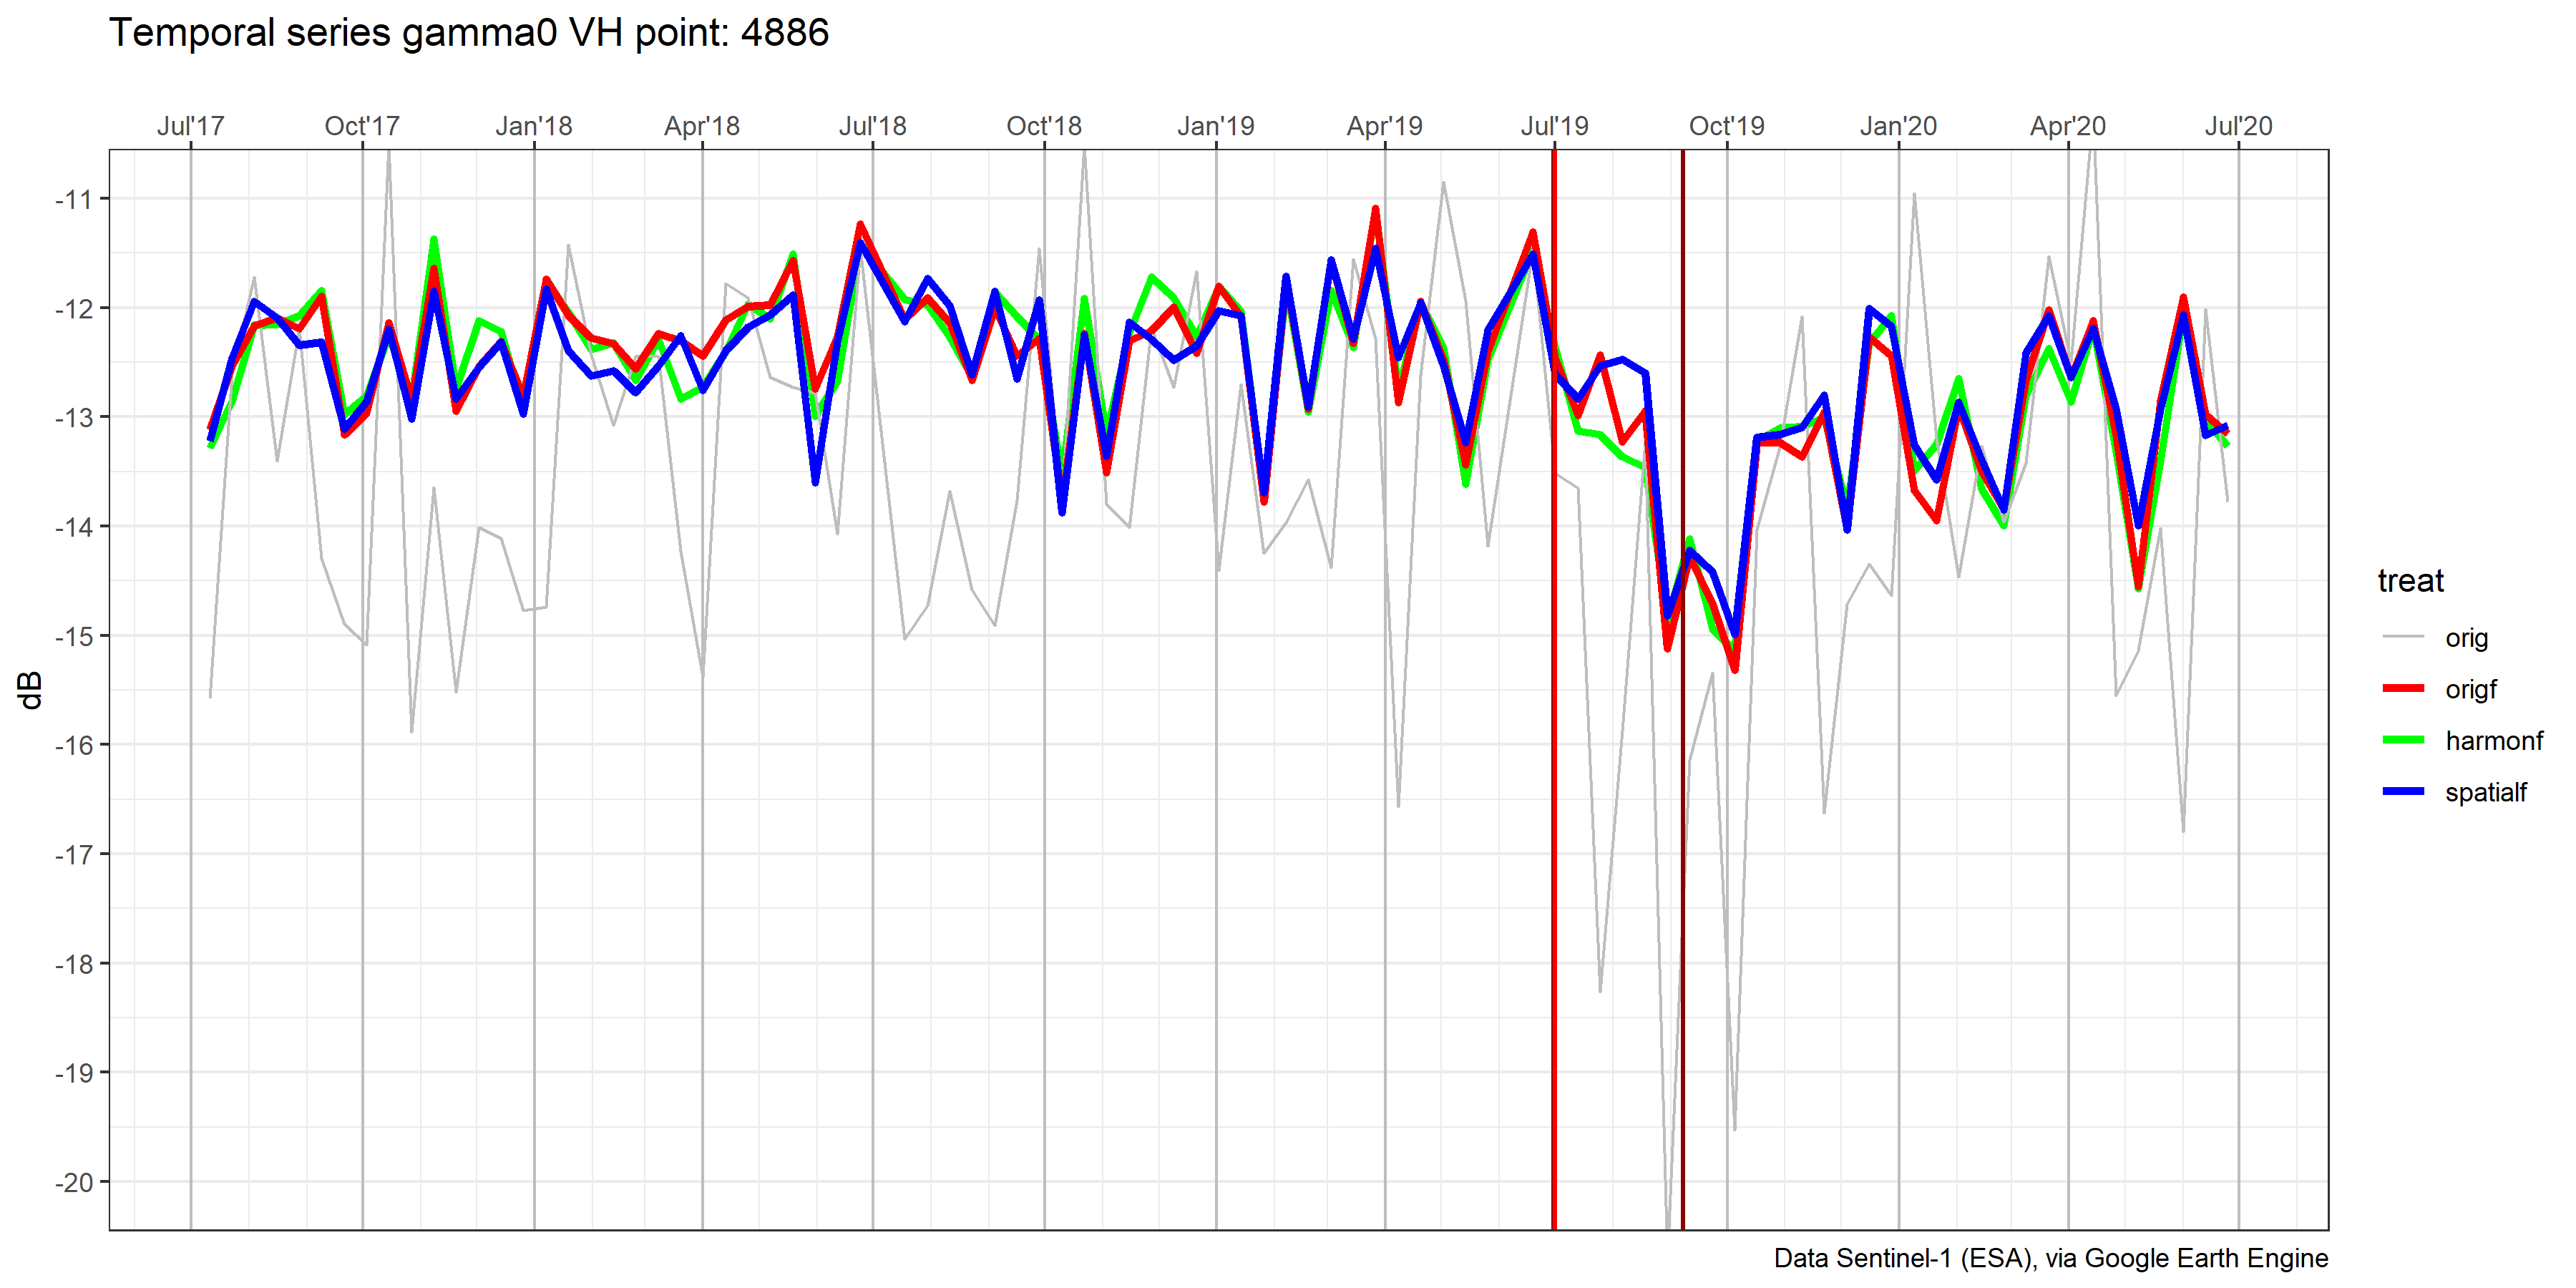 Temporal series gamma0 VH point: 4886
Jul'17 Oct'17 Jan'18 Apr'18 Jul'18 Oct'18 Jan'19 Apr'19 Jul'19 Oct'19 Jan'20 Apr'20 Jul'20
-11
-12
-13
-14
-15
-16
-17
-18
-19
-20
dB
treat
orig
origf
harmonf
spatialf
Data Sentinel-1 (ESA), via Google Earth Engine